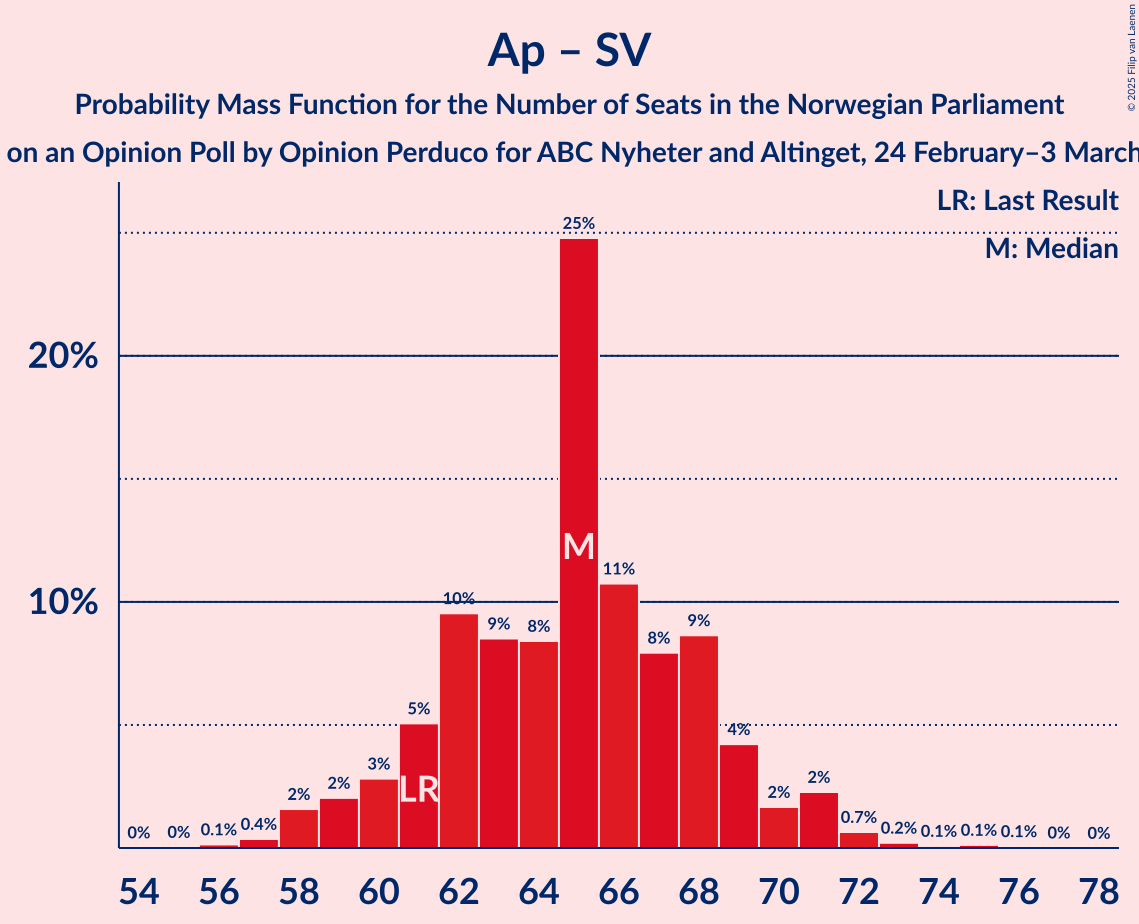 Ap – SV
Probability Mass Function for the Number of Seats in the Norwegian Parliament
on an Opinion Poll by Opinion Perduco for ABC Nyheter and Altinget, 24 February–3 March
© 2025 Filip van Laenen
LR: Last Result
M: Median
20%
10%
0% 0% 0.1% 0.4% 2% 2% 3% 5% 10% 9% 8% 25% 11% 8% 9% 4% 2% 2% 0.7% 0.2% 0.1% 0.1% 0.1% 0% 0%
LR
M
54 56 58 60 62 64 66 68 70 72 74 76 78